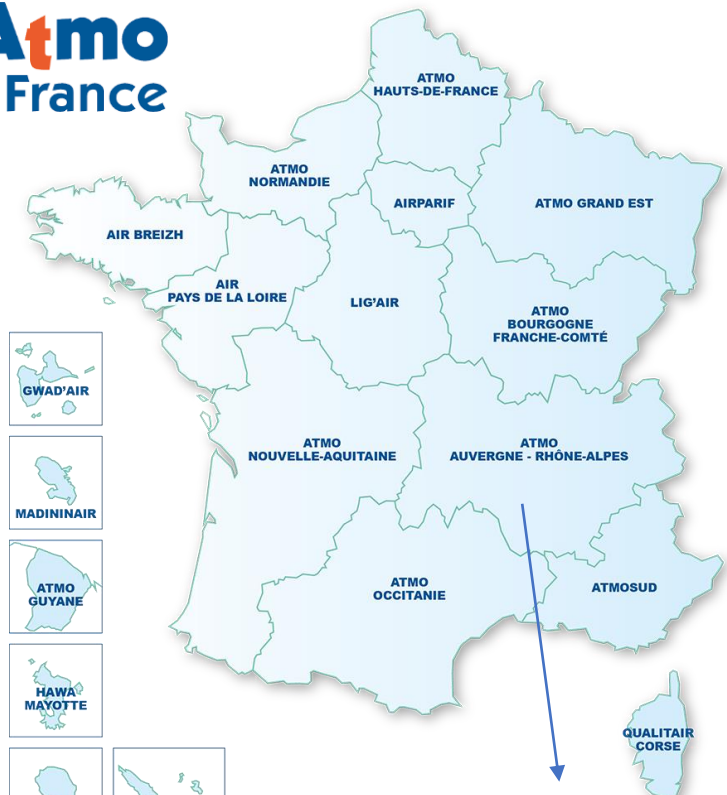 Atmo
France
ATMO
HAUTS-DE-FRANCE
ATMO
NORMANDIE
AIRPARIF
ATMO GRAND EST
AIR BREIZH
AIR
PAYS DE LA LOIRE
LIG'AIR
ATMO
BOURGOGNE
FRANCHE-COMTÉ
GWAD'AIR
ATMO
NOUVELLE-AQUITAINE
ATMO
AUVERGNE - RHÔNE-ALPES
MADININAIR
ATMO
GUYANE
ATMO
OCCITANIE
ATMOSUD
HAWA
MAYOTTE
QUALITAIR
CORSE